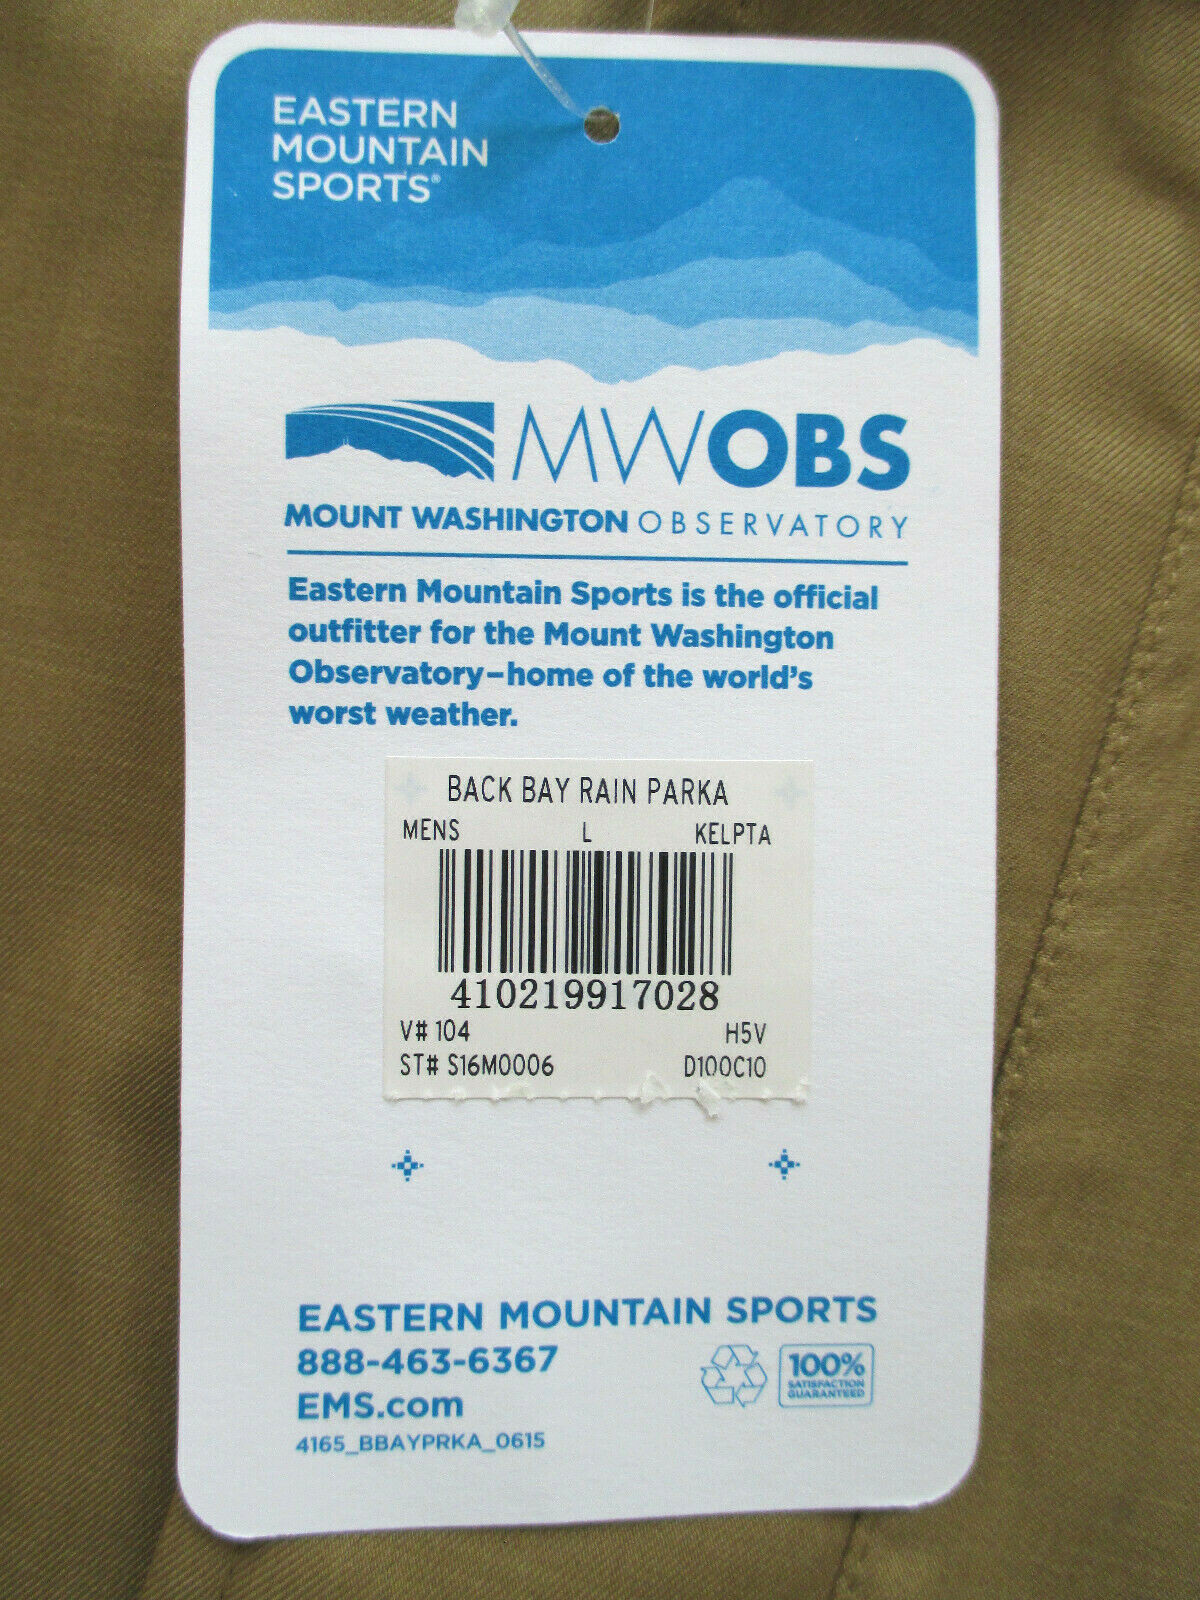 EASTERN
MOUNTAIN
SPORTS®
MWOBS
MOUNT WASHINGTON OBSERVATORY
Eastern Mountain Sports is the official
outfitter for the Mount Washington
Observatory–home of the world's
worst weather.
BACK BAY RAIN PARKA
MENS L KELPTA
410219917028
V# 104 H5V
ST# S16M0006 D100C10
EASTERN MOUNTAIN SPORTS
888-463-6367
EMS.com
4165_BBAYPRKA_0615
100%
SATISFACTION
GUARANTEED